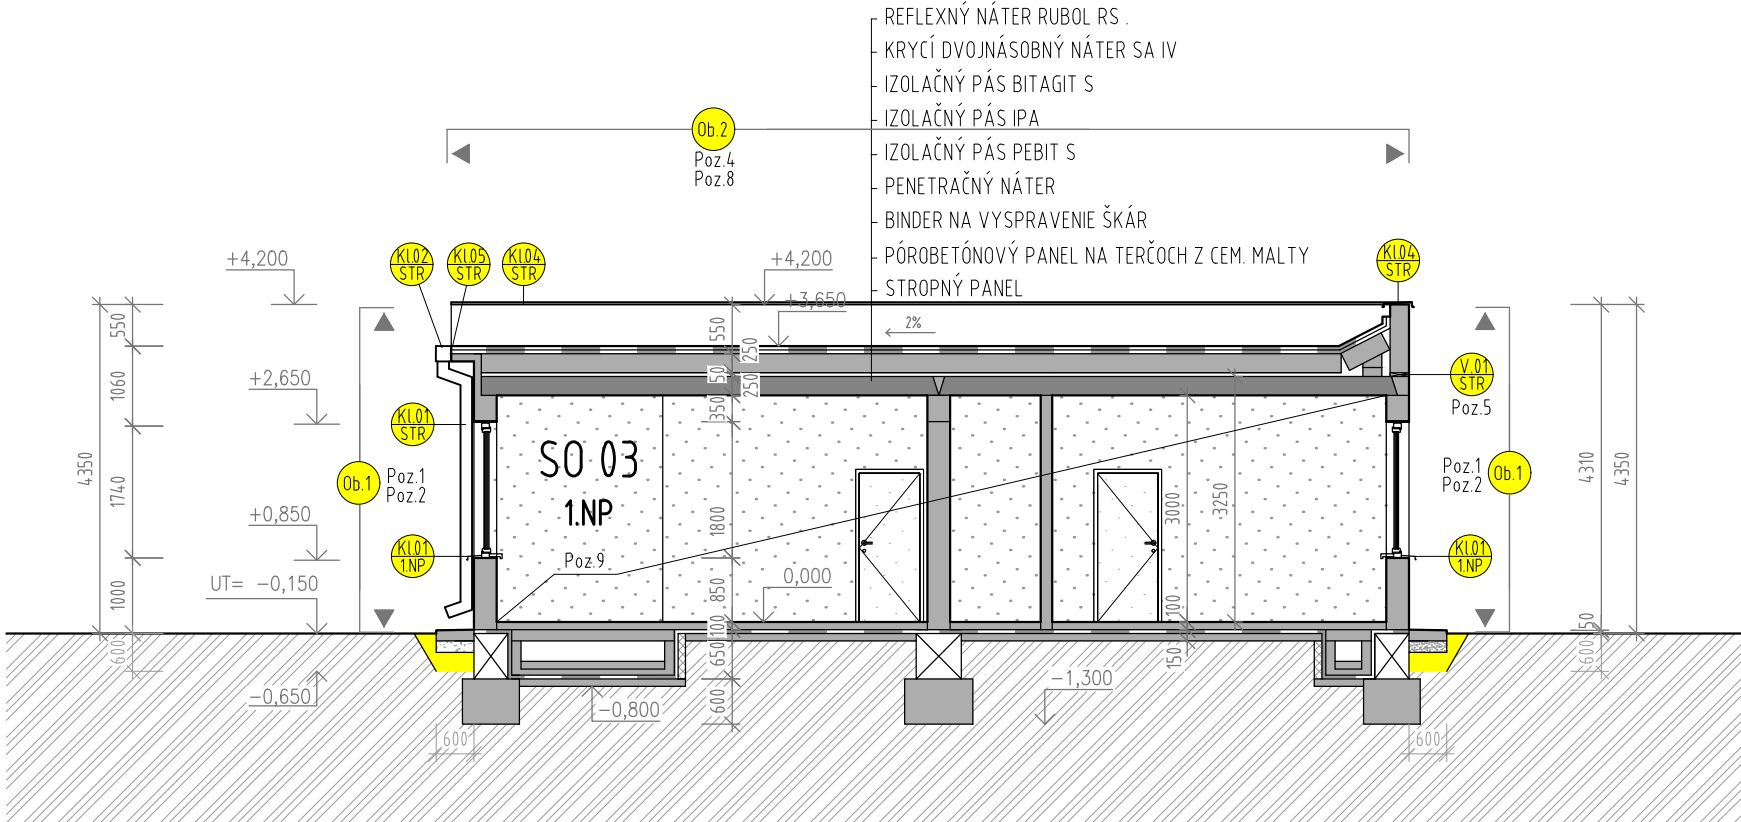 REFLEXNÝ NÁTER RUBOL RS .
KRYCÍ DVOJNÁSOBNÝ NÁTER SA IV
IZOLAČNÝ PÁS BITAGIT S
IZOLAČNÝ PÁS IPA
IZOLAČNÝ PÁS PEBIT S
PENETRAČNÝ NÁTER
BINDER NA VYSPRAVENIE ŠKÁR
PÓROBETÓNOVÝ PANEL NA TERČOCH Z CEM. MALTY
STROPNÝ PANEL
Ob.2
Poz.4
Poz.8
+4,200
Kl.02
STR
Kl.05
STR
Kl.04
STR
+4,200
+3,650
Kl.04
STR
2%
550
1060
1740
1000
600
4350
+2,650
+0,850
UT= -0,150
-0,650
Kl.01
STR
Ob.1
Poz.1
Poz.2
Kl.01
1.NP
SO 03
1.NP
Poz.9
550
250
50
250
350
1800
850
100
650
600
0,000
3000
3250
100
150
V.01
STR
Poz.5
Poz.1
Poz.2
Ob.1
Kl.01
1.NP
4310
4350
50
600
-0,800
-1,300
600
600